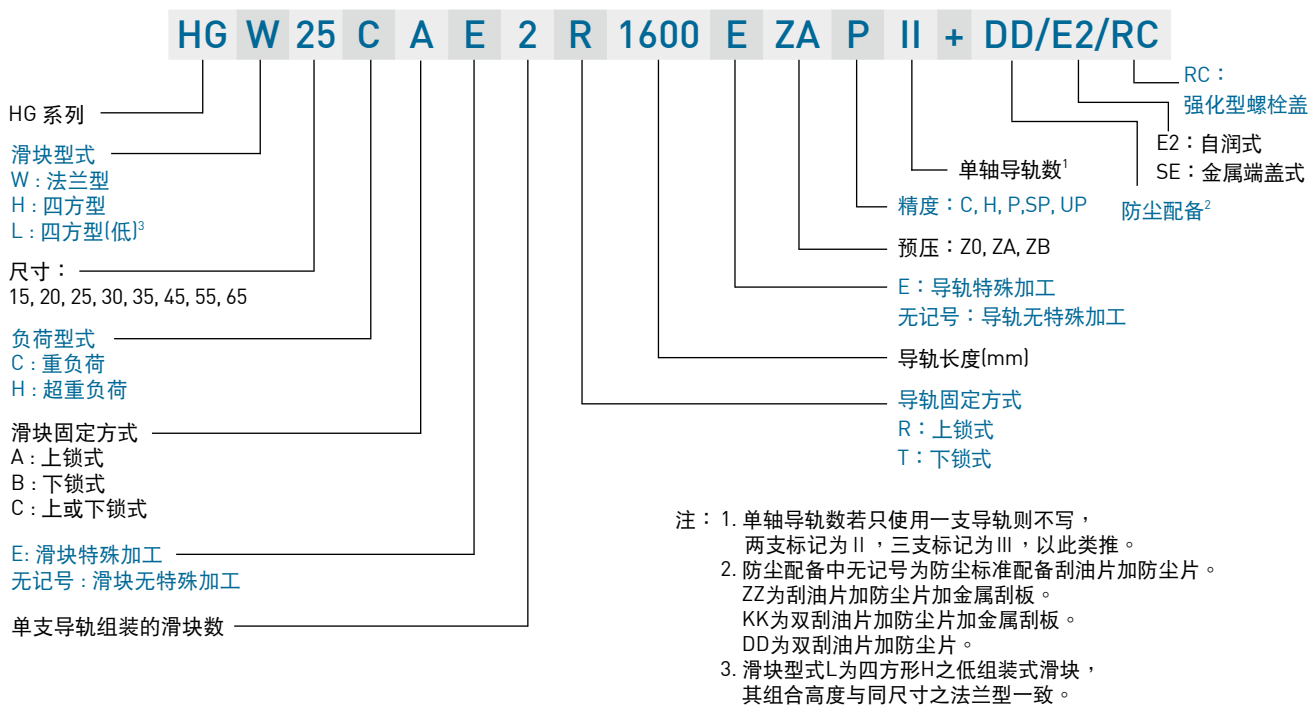 HG W 25 C A E 2 R 1600 E ZA P II + DD/E2/RC
HG 系列
滑块型式
W : 法兰型
H : 四方型
L : 四方型(低)3
尺寸：
15, 20, 25, 30, 35, 45, 55, 65
负荷型式
C : 重负荷
H : 超重负荷
滑块固定方式
A : 上锁式
B : 下锁式
C : 上或下锁式
E: 滑块特殊加工
无记号 : 滑块无特殊加工
单支导轨组装的滑块数
RC：
强化型螺栓盖
E2：自润式
SE：金属端盖式
防尘配备2
单轴导轨数1
精度：C, H, P,SP, UP
预压：Z0, ZA, ZB
E：导轨特殊加工
无记号：导轨无特殊加工
导轨长度(mm)
导轨固定方式
R：上锁式
T：下锁式
注：1. 单轴导轨数若只使用一支导轨则不写，
两支标记为Ⅱ，三支标记为Ⅲ，以此类推。
2. 防尘配备中无记号为防尘标准配备刮油片加防尘片。
ZZ为刮油片加防尘片加金属刮板。
KK为双刮油片加防尘片加金属刮板。
DD为双刮油片加防尘片。
3. 滑块型式L为四方形H之低组装式滑块，
其组合高度与同尺寸之法兰型一致。